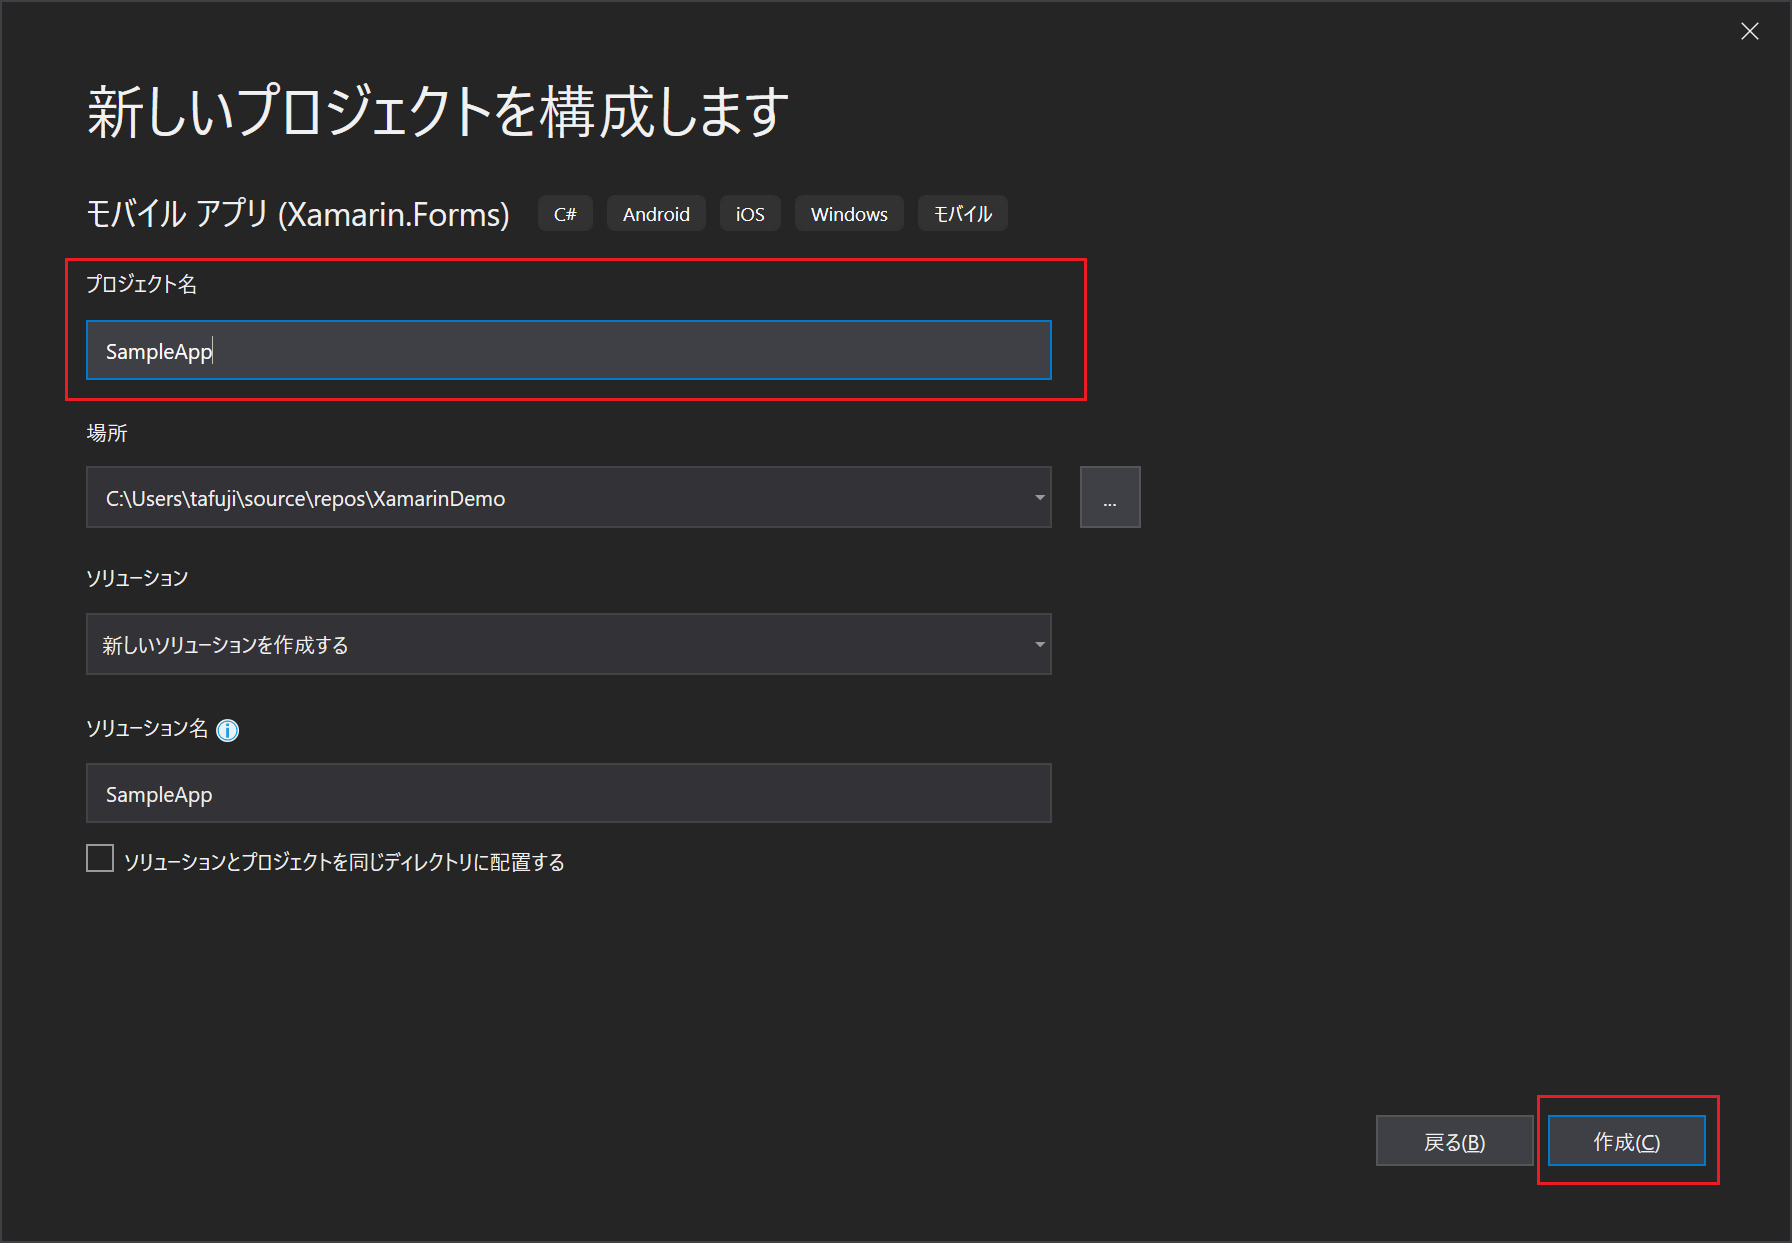 新しいプロジェクトを構成します
モバイル アプリ (Xamarin.Forms) C# Android iOS Windows モバイル
プロジェクト名
SampleApp
場所
C:\Users\tafuji\source\repos\XamarinDemo ...
ソリューション
新しいソリューションを作成する
ソリューション名
SampleApp
ソリューションとプロジェクトを同じディレクトリに配置する
戻る(B) 作成(C)